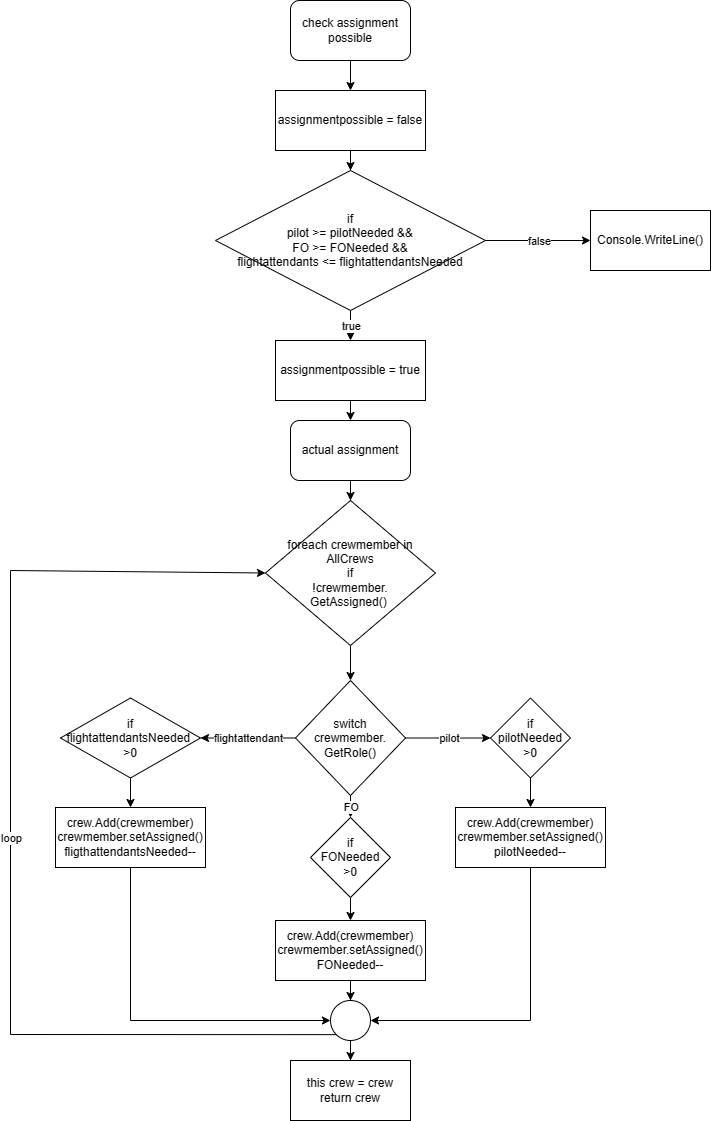 check assignment
possible
assignmentpossible = false
if
pilot >= pilotNeeded &&
FO >= FONeeded &&
flightattendants <= flightattendantsNeeded
false
Console.WriteLine()
true
assignmentpossible = true
actual assignment
foreach crewmember in
AllCrews
if
!crewmember.
GetAssigned()
switch
crewmember.
GetRole()
flightattendant
pilot
FO
if
flightattendantsNeeded
>0
if
pilotNeeded
>0
crew.Add(crewmember)
crewmember.setAssigned()
fligthattendantsNeeded--
if
FONeeded
>0
crew.Add(crewmember)
crewmember.setAssigned()
pilotNeeded--
loop
crew.Add(crewmember)
crewmember.setAssigned()
FONeeded--
this crew = crew
return crew